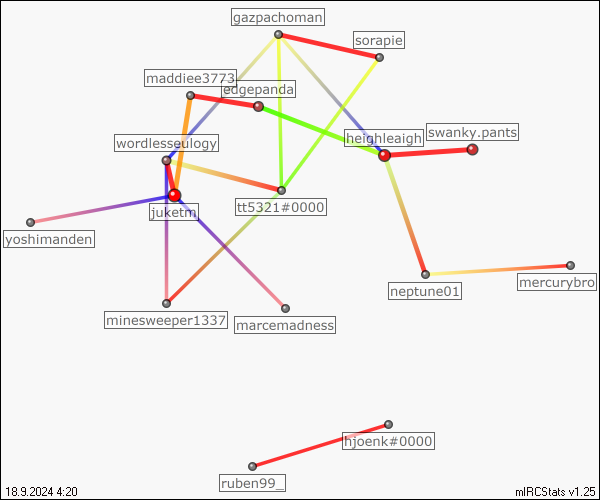 gazpachoman
sorapie
maddiee3773
edgepanda
swanky.pants
heighleaigh
wordlesseulogy
tt5321#0000
juketm
yoshimanden
mercurybro
neptune01
minesweeper1337
marcemadness
hjoenk#0000
ruben99_
18.9.2024 4:20
mIRCStats v1.25